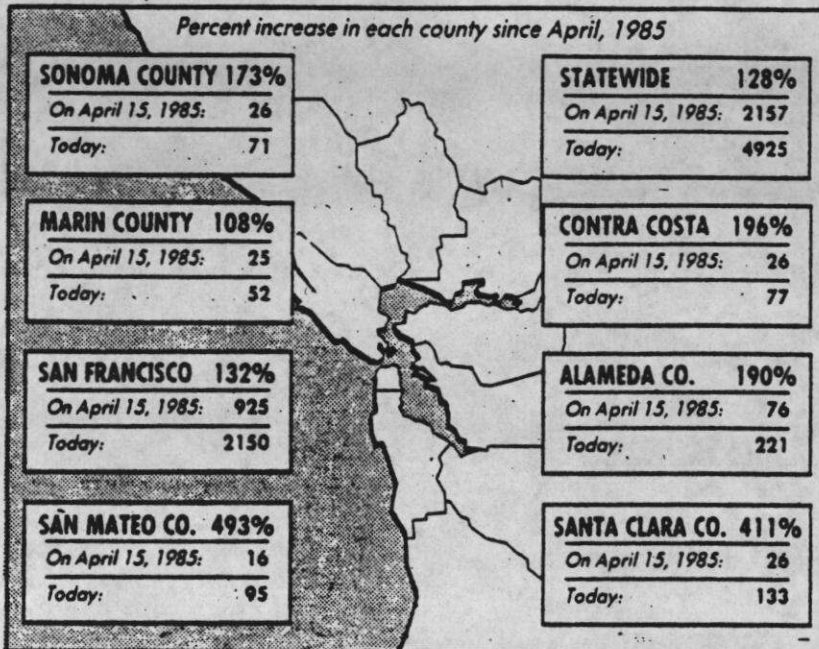 Percent increase in each county since April, 1985
SONOMA COUNTY 173%
On April 15, 1985: 26
Today: 71
MARIN COUNTY 108%
On April 15, 1985: 25
Today: 52
SAN FRANCISCO 132%
On April 15, 1985: 925
Today: 2150
SAN MATEO CO. 493%
On April 15, 1985: 16
Today: 95
STATEWIDE 128%
On April 15, 1985: 2157
Today: 4925
CONTRA COSTA 196%
On April 15, 1985: 26
Today: 77
ALAMEDA CO. 190%
On April 15, 1985: 76
Today: 221
SANTA CLARA CO. 411%
On April 15, 1985: 26
Today: 133